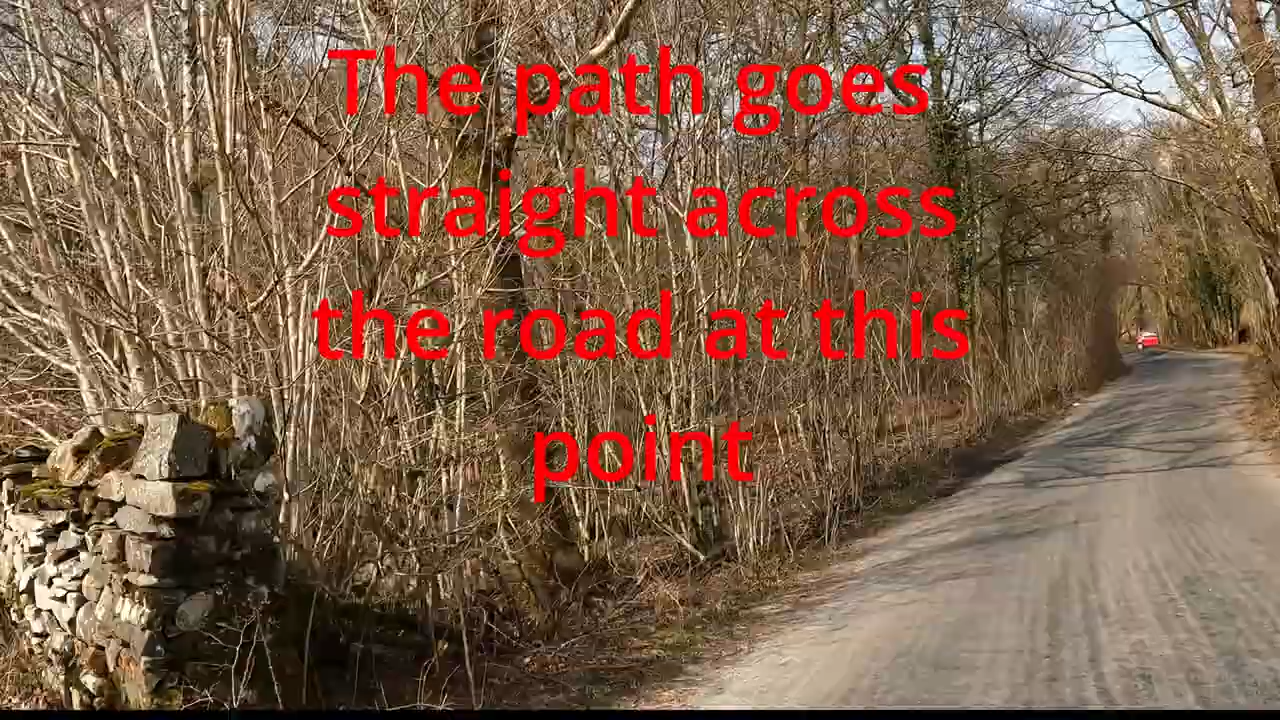 The path goes
straight across
the road at this
point